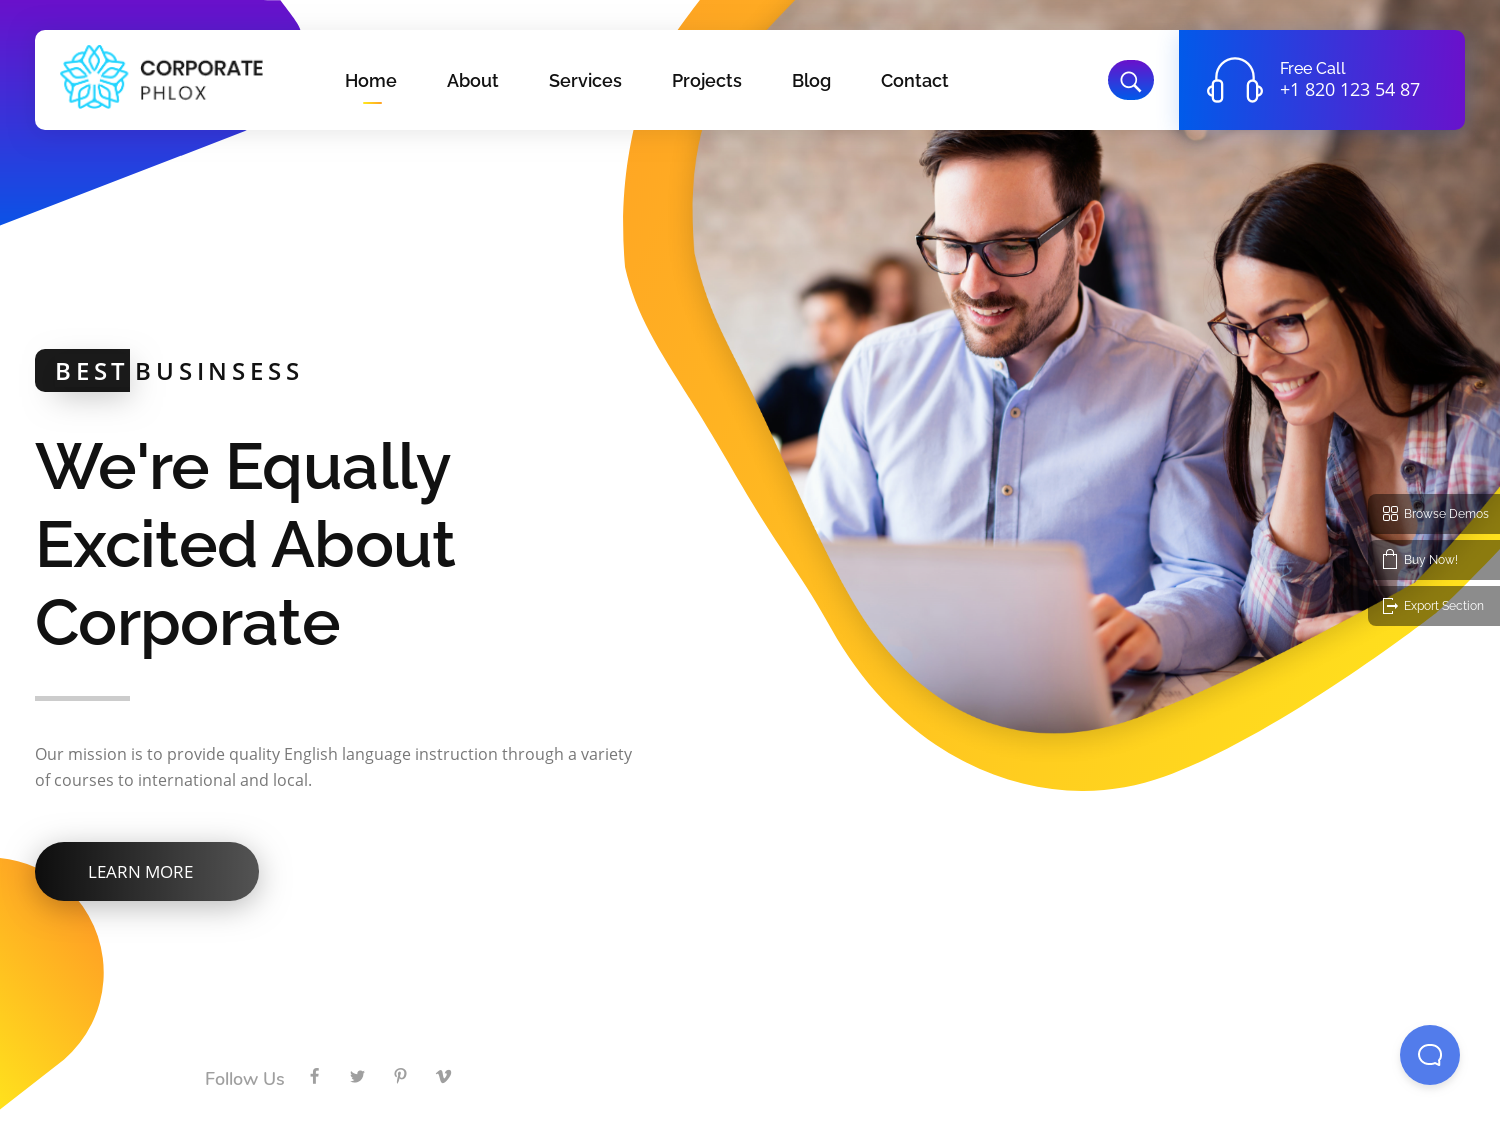 CORPORATE
PHLOX
Home About Services Projects Blog Contact
Free Call
+1 820 123 54 87
BEST BUSINSESS
We're Equally
Excited About
Corporate
Our mission is to provide quality English language instruction through a variety
of courses to international and local.
LEARN MORE
Browse Demos
Buy Now!
Export Section
Follow Us